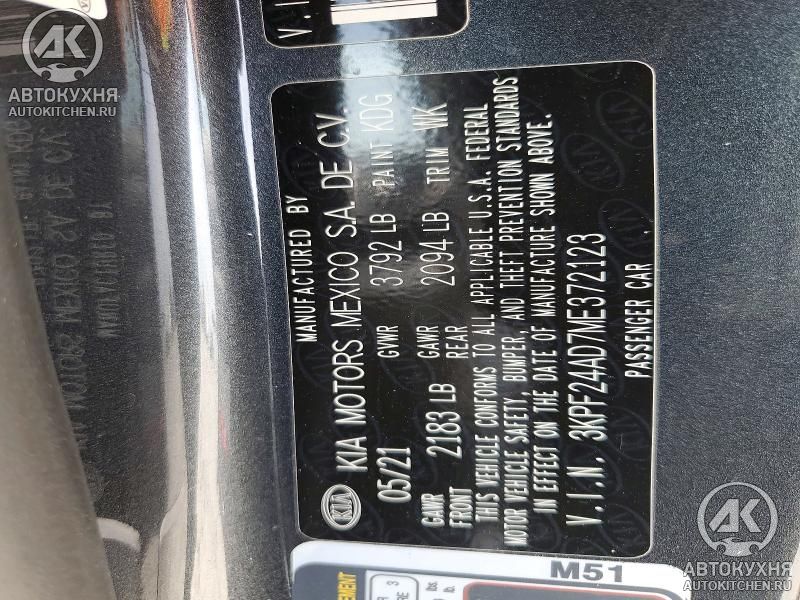 АВТОКУХНЯ
AUTOKITCHEN.RU
V.I
MANUFACTURED BY
KIA KIA MOTORS MEXICO S.A. DE C.V.
05/21 GVWR 3792 LB PAINT KDG
GAWR FRONT 2183 LB GAWR REAR 2094 LB TRIM WK
THIS VEHICLE CONFORMS TO ALL APPLICABLE U.S.A. FEDERAL
MOTOR VEHICLE SAFETY, BUMPER, AND THEFT PREVENTION STANDARDS
IN EFFECT ON THE DATE OF MANUFACTURE SHOWN ABOVE.
V.I.N. 3KPF24AD7ME372123
PASSENGER CAR
M51
АВТОКУХНЯ
AUTOKITCHEN.RU